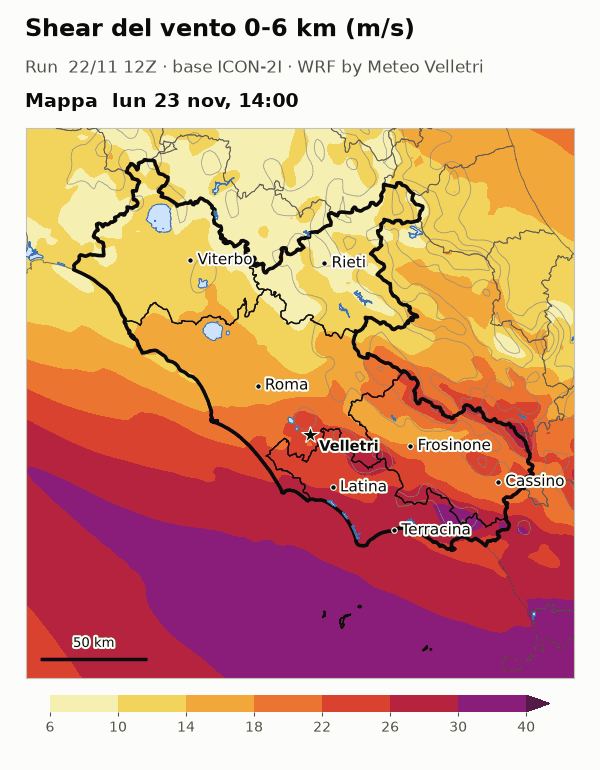 Shear del vento 0-6 km (m/s)
Run  22/11 12Z · base ICON-2I · WRF by Meteo Velletri
Mappa  lun 23 nov, 14:00
Viterbo
Rieti
Roma
Velletri
Frosinone
Latina
Cassino
Terracina
50 km
6 10 14 18 22 26 30 40